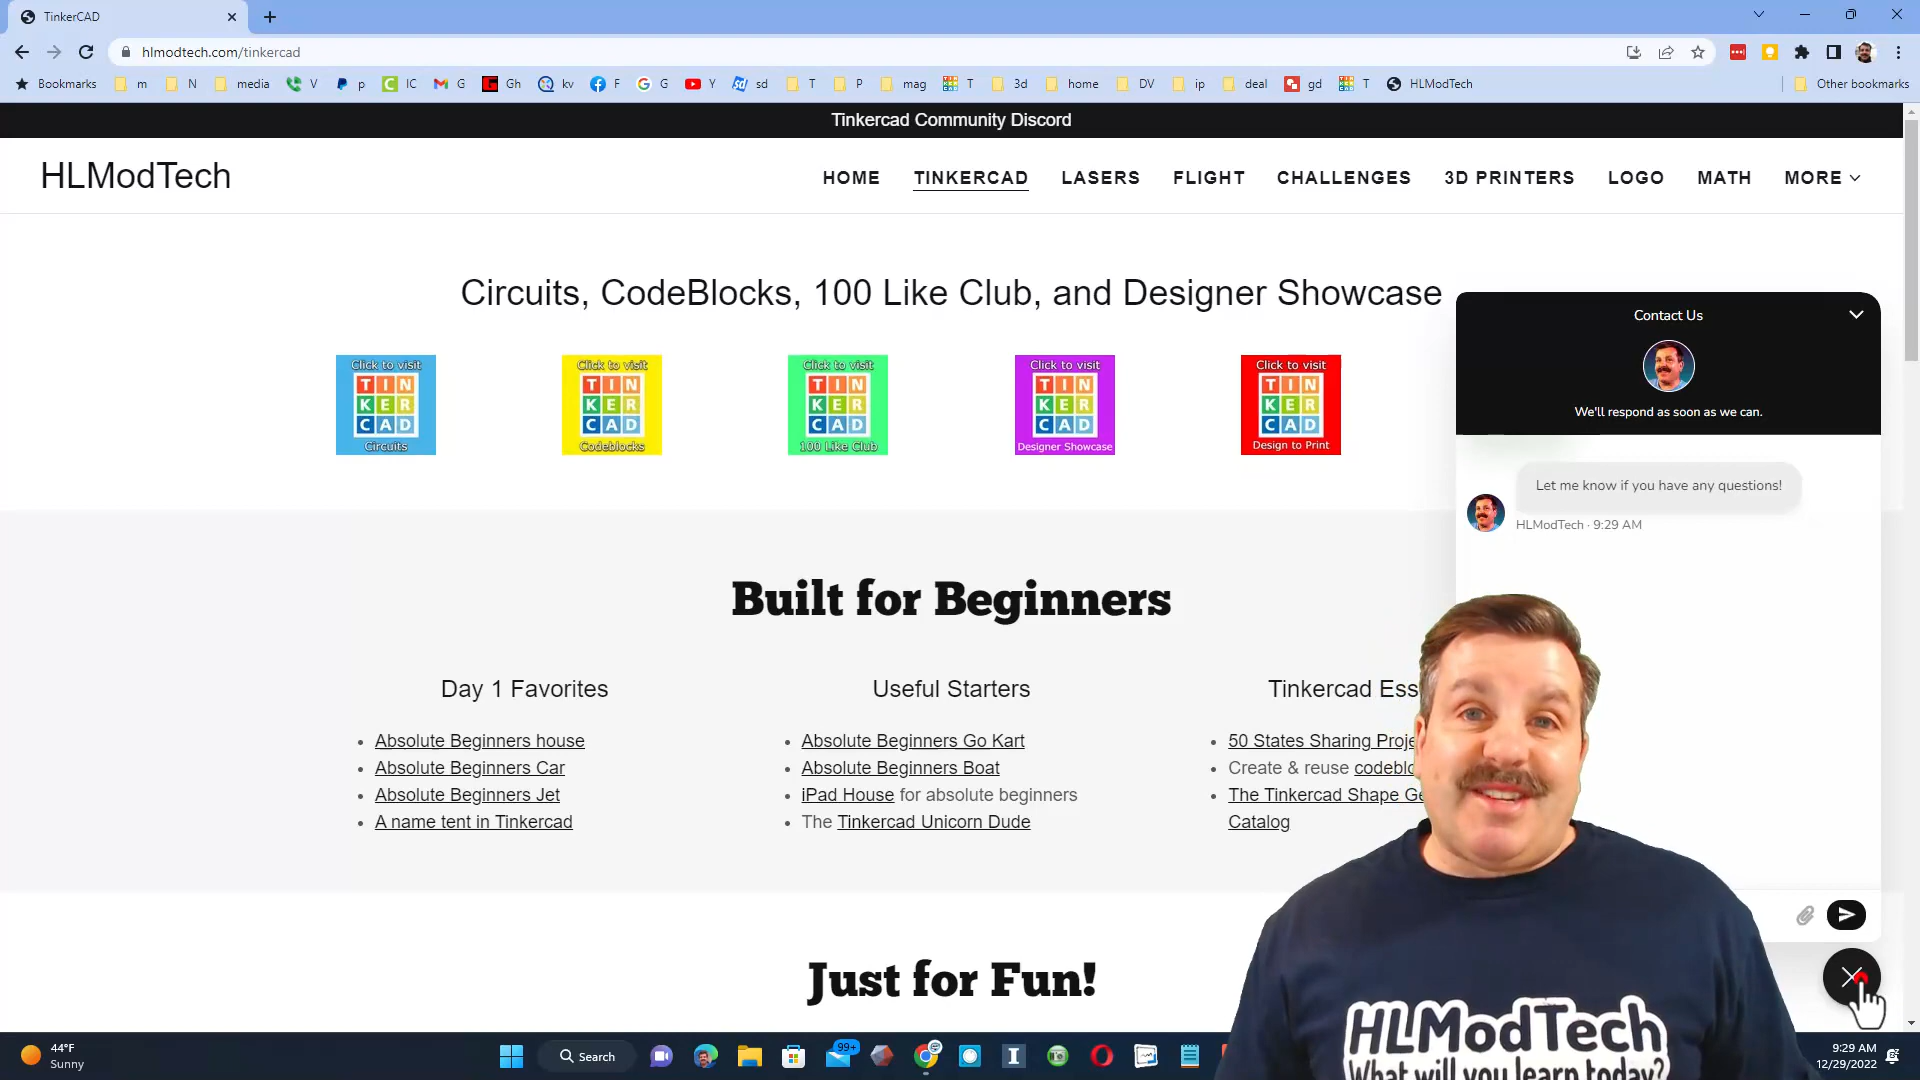 TinkerCAD
hlmodtech.com/tinkercad
Bookmarks m N media V p IC G Gh kv F G Y sd T P mag T 3d home DV ip deal gd T HLModTech Other bookmarks
Tinkercad Community Discord
HLModTech
HOME TINKERCAD LASERS FLIGHT CHALLENGES 3D PRINTERS LOGO MATH MORE
Circuits, CodeBlocks, 100 Like Club, and Designer Showcase
Click to visit
TIN
KER
CAD
Circuits
Click to visit
TIN
KER
CAD
Codeblocks
Click to visit
TIN
KER
CAD
100 Like Club
Click to visit
TIN
KER
CAD
Designer Showcase
Click to visit
TIN
KER
CAD
Design to Print
Contact Us
We'll respond as soon as we can.
Let me know if you have any questions!
HLModTech · 9:29 AM
Built for Beginners
Day 1 Favorites
Absolute Beginners house
Absolute Beginners Car
Absolute Beginners Jet
A name tent in Tinkercad
Useful Starters
Absolute Beginners Go Kart
Absolute Beginners Boat
iPad House for absolute beginners
The Tinkercad Unicorn Dude
Tinkercad Ess
50 States Sharing Proje
Create & reuse codeblo
The Tinkercad Shape Ge
Catalog
Just for Fun!
HLModTech
What will you learn today?
44°F
Sunny
Search
99+
9:29 AM
12/29/2022